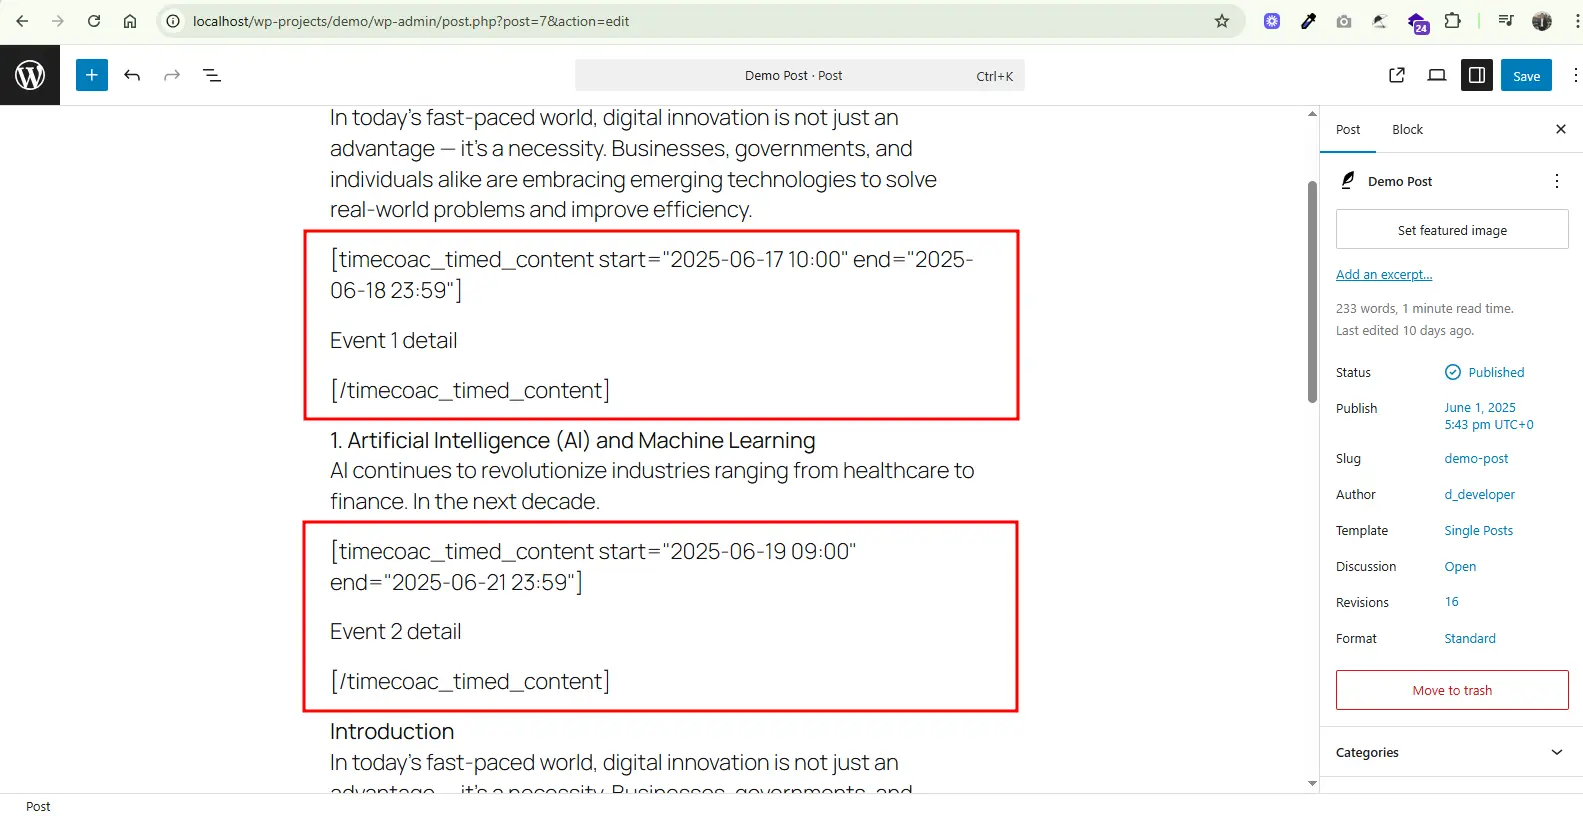 localhost/wp-projects/demo/wp-admin/post.php?post=7&action=edit
24
Demo Post · Post
Ctrl+K
Save
In today's fast-paced world, digital innovation is not just an
advantage — it's a necessity. Businesses, governments, and
individuals alike are embracing emerging technologies to solve
real-world problems and improve efficiency.
[timecoac_timed_content start="2025-06-17 10:00" end="2025-
06-18 23:59"]
Event 1 detail
[/timecoac_timed_content]
1. Artificial Intelligence (AI) and Machine Learning
AI continues to revolutionize industries ranging from healthcare to
finance. In the next decade.
[timecoac_timed_content start="2025-06-19 09:00"
end="2025-06-21 23:59"]
Event 2 detail
[/timecoac_timed_content]
Introduction
In today's fast-paced world, digital innovation is not just an
advantage — it's a necessity. Businesses, governments, and
Post
Block
Demo Post
Set featured image
Add an excerpt...
233 words, 1 minute read time.
Last edited 10 days ago.
Status
Published
Publish
June 1, 2025
5:43 pm UTC+0
Slug
demo-post
Author
d_developer
Template
Single Posts
Discussion
Open
Revisions
16
Format
Standard
Move to trash
Categories
Post